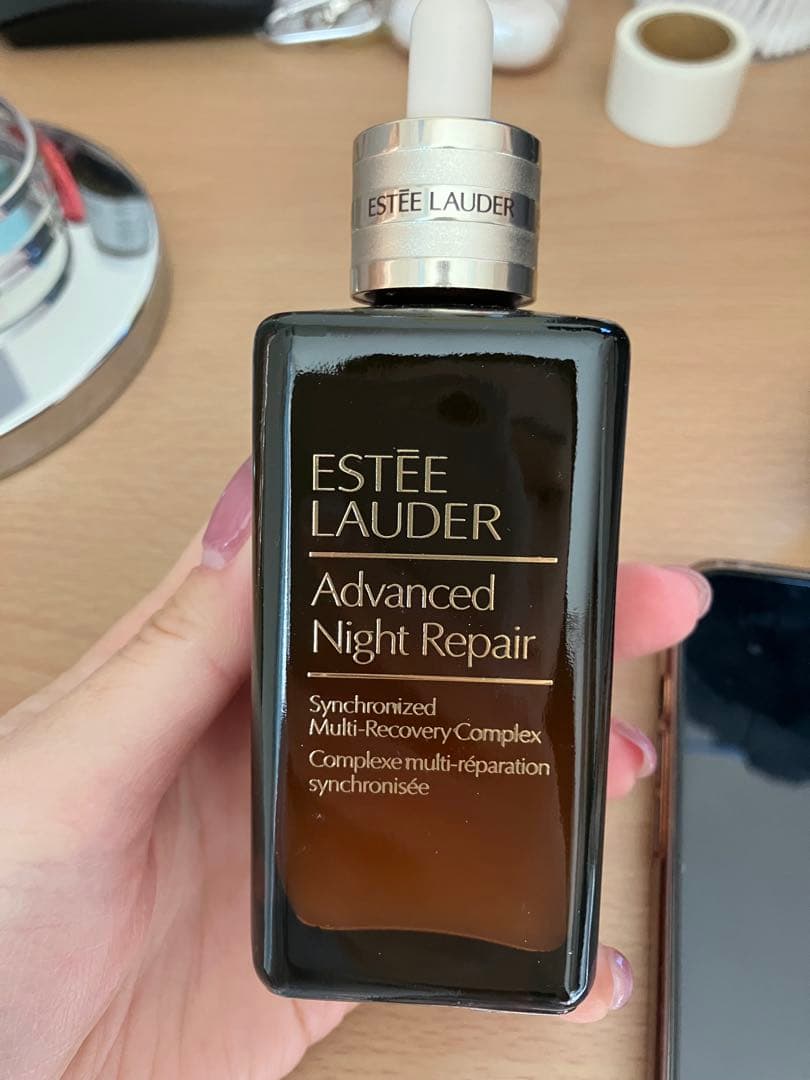 ESTĒE LAUDER
ESTĒE
LAUDER
Advanced
Night Repair
Synchronized
Multi-Recovery Complex
Complexe multi-réparation
synchronisée